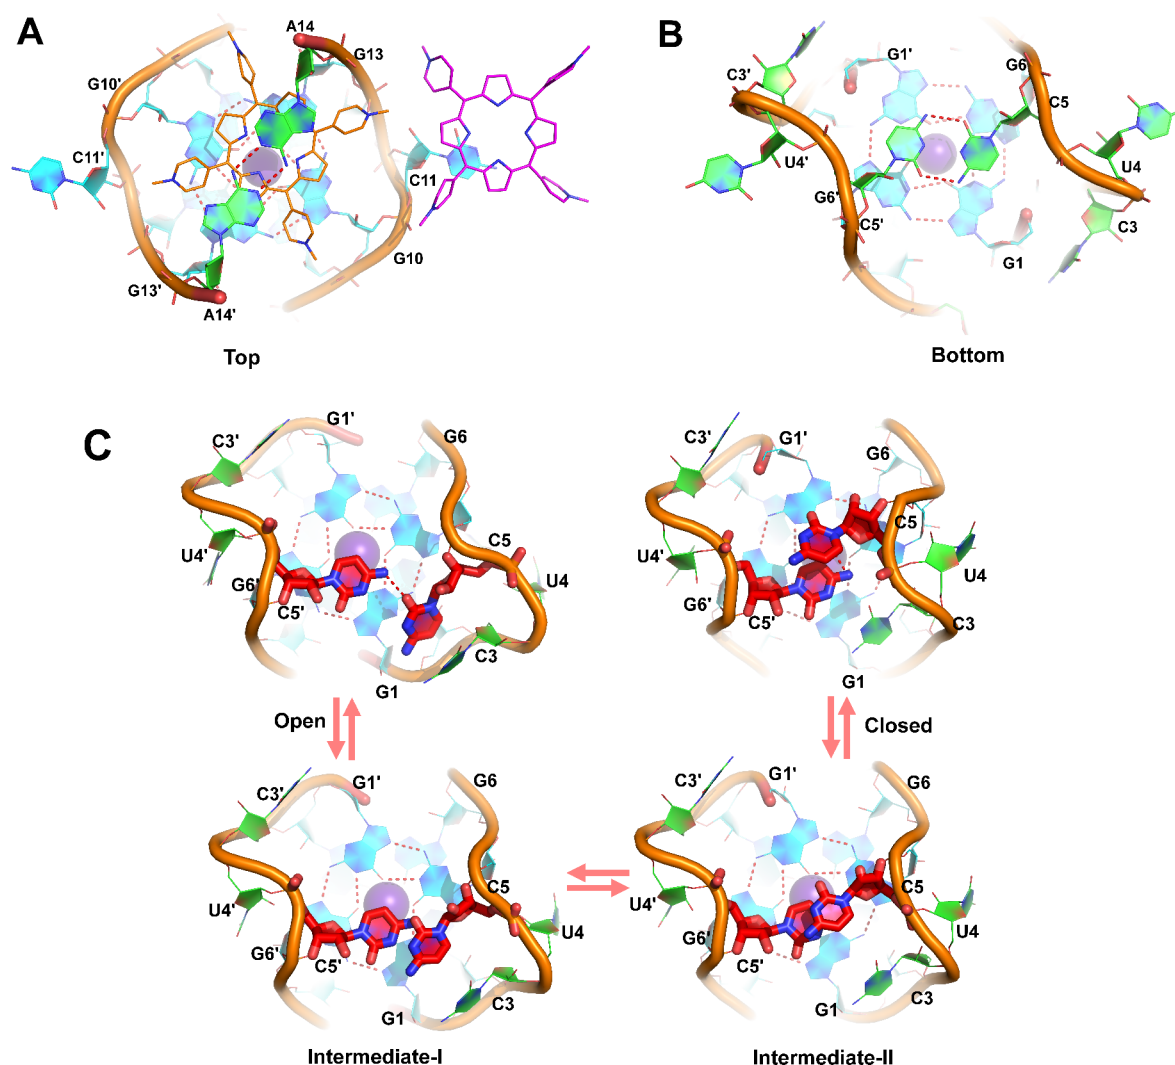 A
A14
G13
G10'
C11'
C11
G10
G13'
A14'
Top
B
G1'
G6
C3'
C5
U4'
U4
G6'
C5'
C3
G1
Bottom
C
G1'
G6
C3'
C5
U4'
U4
G6'
C5'
C3
G1
Open
G1'
G6
C3'
C5
U4'
U4
G6'
C5'
C3
G1
Closed
G1'
G6
C3'
C5
U4'
U4
G6'
C5'
C3
G1
Intermediate-I
G1'
G6
C3'
C5
U4'
U4
G6'
C5'
C3
G1
Intermediate-II